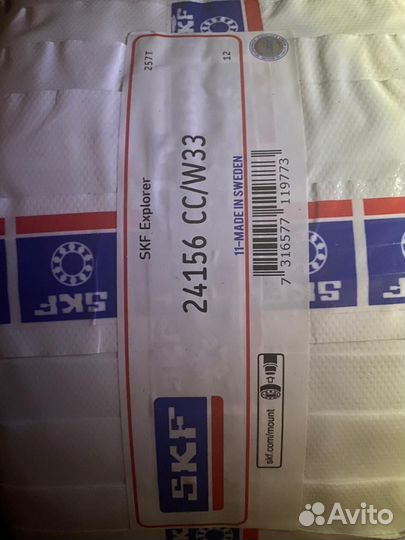 257T
12
SKF Explorer
24156 CC/W33
11-MADE IN SWEDEN
7 316577 119773
SKF
skf.com/mount
SKF
SKF
SKF
Avito